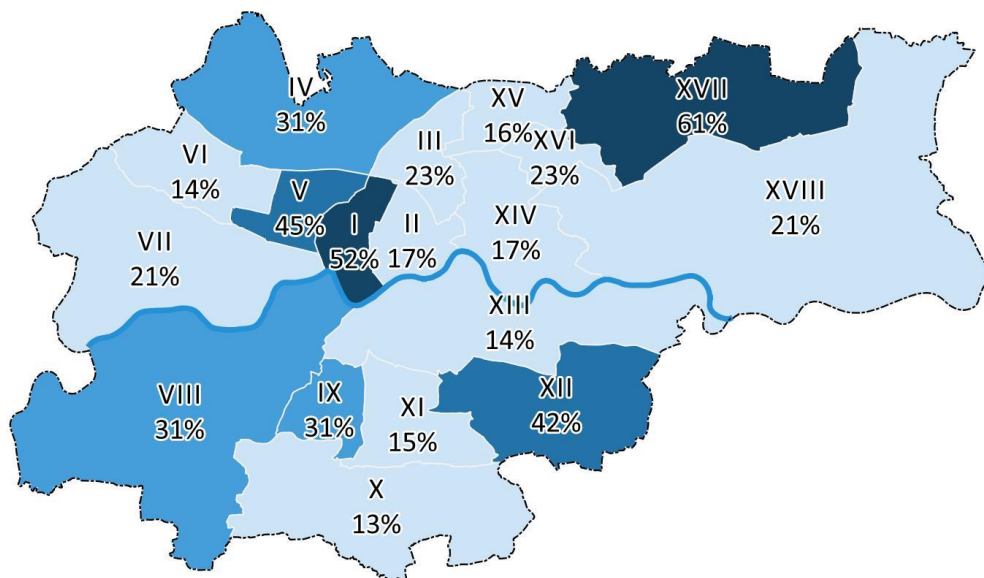 IV
31%
XV
16%
XVII
61%
III
23%
XVI
23%
VI
14%
V
45%
I
52%
II
17%
XIV
17%
XVIII
21%
VII
21%
XIII
14%
VIII
31%
IX
31%
XI
15%
XII
42%
X
13%